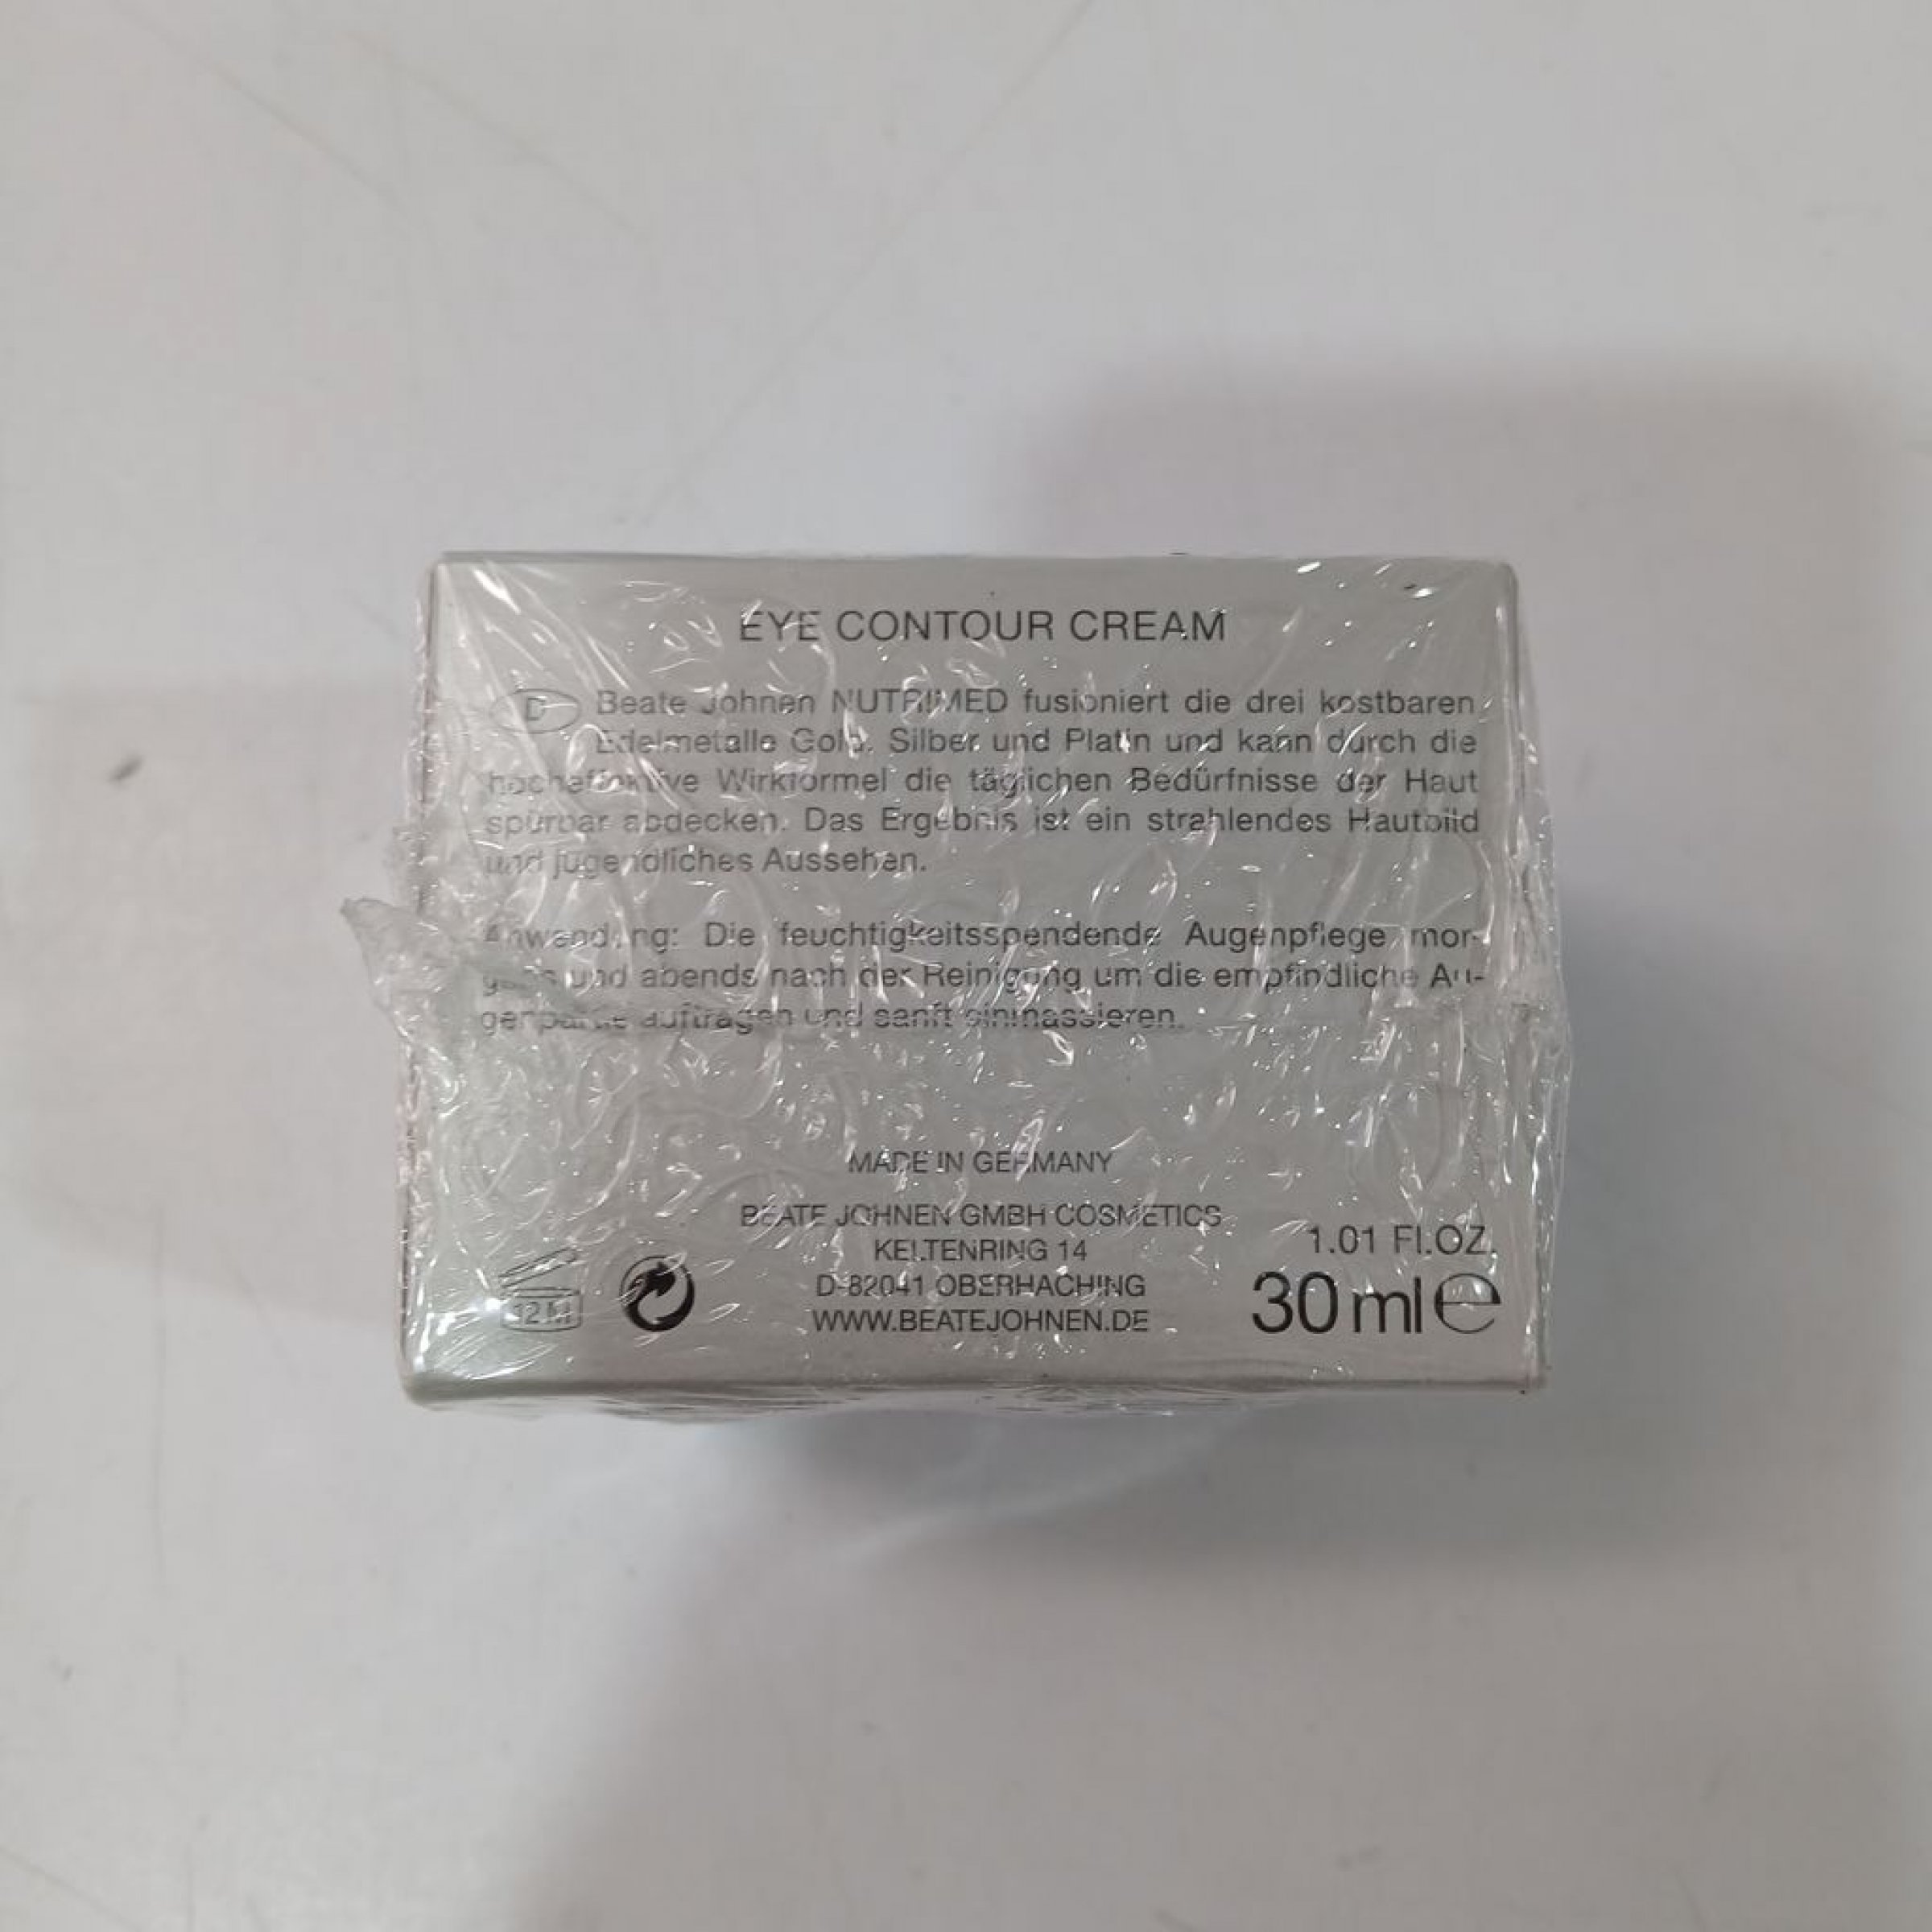 EYE CONTOUR CREAM
D Beate Johnen NUTRIMED fusioniert die drei kostbaren
Edelmetalle Gold, Silber und Platin und kann durch die
hocheffektive Wirkformel die täglichen Bedürfnisse der Haut
spürbar abdecken. Das Ergebnis ist ein strahlendes Hautbild
und jugendliches Aussehen.
Anwendung: Die feuchtigkeitsspendende Augenpflege mor-
gens und abends nach der Reinigung um die empfindliche Au-
genpartie auftragen und sanft einmassieren.
MADE IN GERMANY
BEATE JOHNEN GMBH COSMETICS
KELTENRING 14
D-82041 OBERHACHING
WWW.BEATEJOHNEN.DE
12M
1.01 FL.OZ.
30 ml e